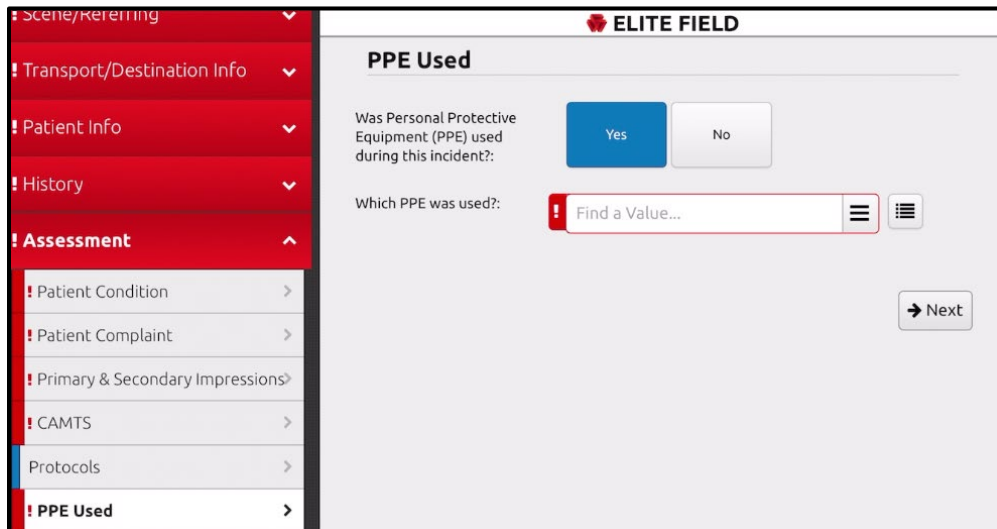 ! Scene/Referring
! Transport/Destination Info
! Patient Info
! History
! Assessment
! Patient Condition
! Patient Complaint
! Primary & Secondary Impressions
! CAMTS
Protocols
! PPE Used
ELITE FIELD
PPE Used
Was Personal Protective
Equipment (PPE) used
during this incident?:
Yes
No
Which PPE was used?:
! Find a Value...
Next